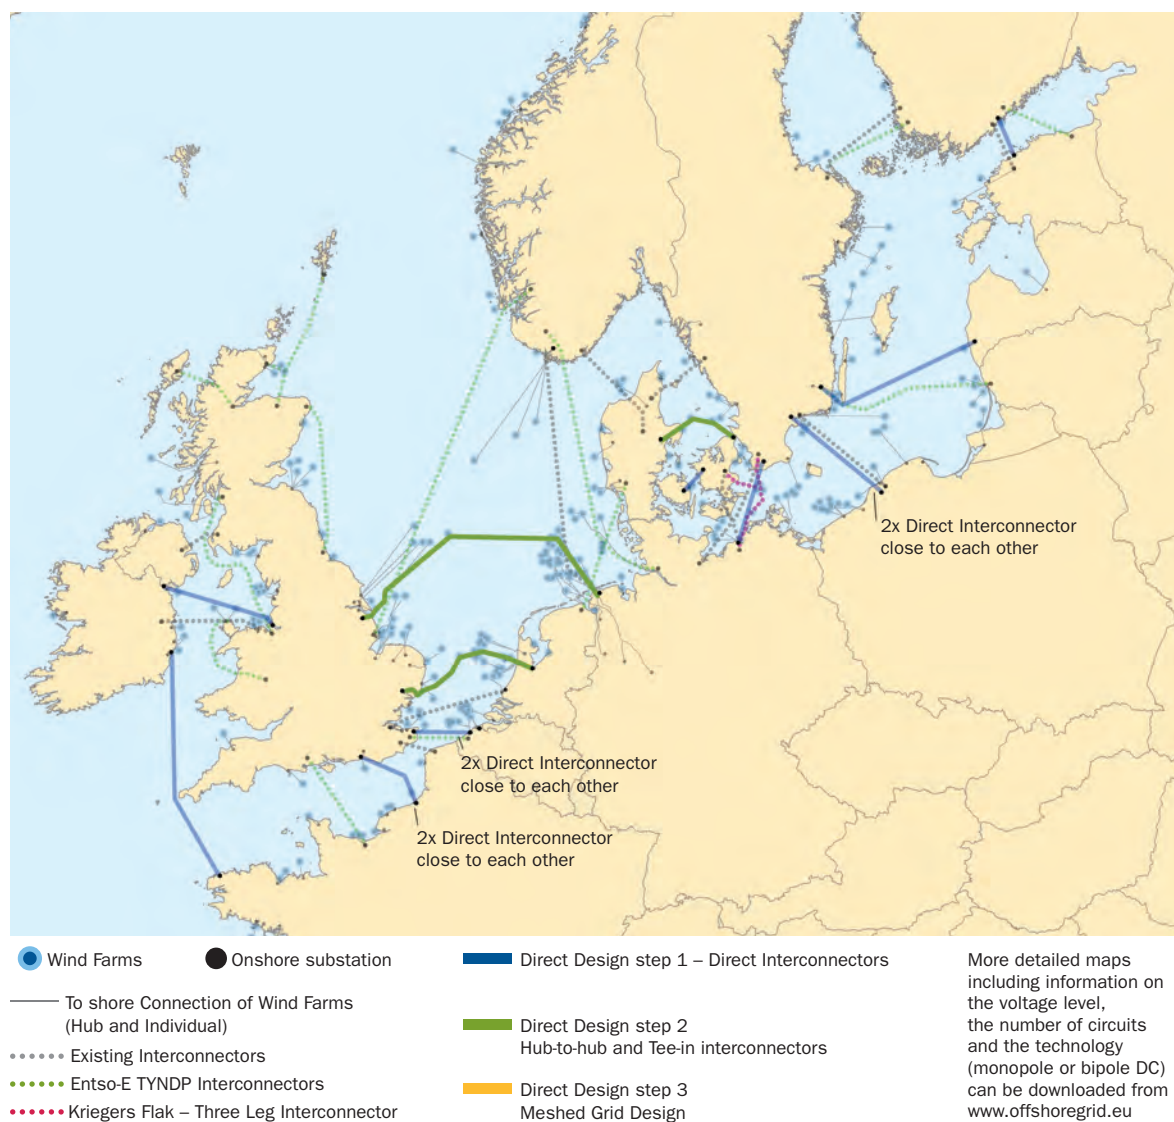 2x Direct Interconnector
close to each other
2x Direct Interconnector
close to each other
2x Direct Interconnector
close to each other
Wind Farms
Onshore substation
To shore Connection of Wind Farms
(Hub and Individual)
Existing Interconnectors
Entso-E TYNDP Interconnectors
Kriegers Flak – Three Leg Interconnector
Direct Design step 1 – Direct Interconnectors
Direct Design step 2
Hub-to-hub and Tee-in interconnectors
Direct Design step 3
Meshed Grid Design
More detailed maps
including information on
the voltage level,
the number of circuits
and the technology
(monopole or bipole DC)
can be downloaded from
www.offshoregrid.eu